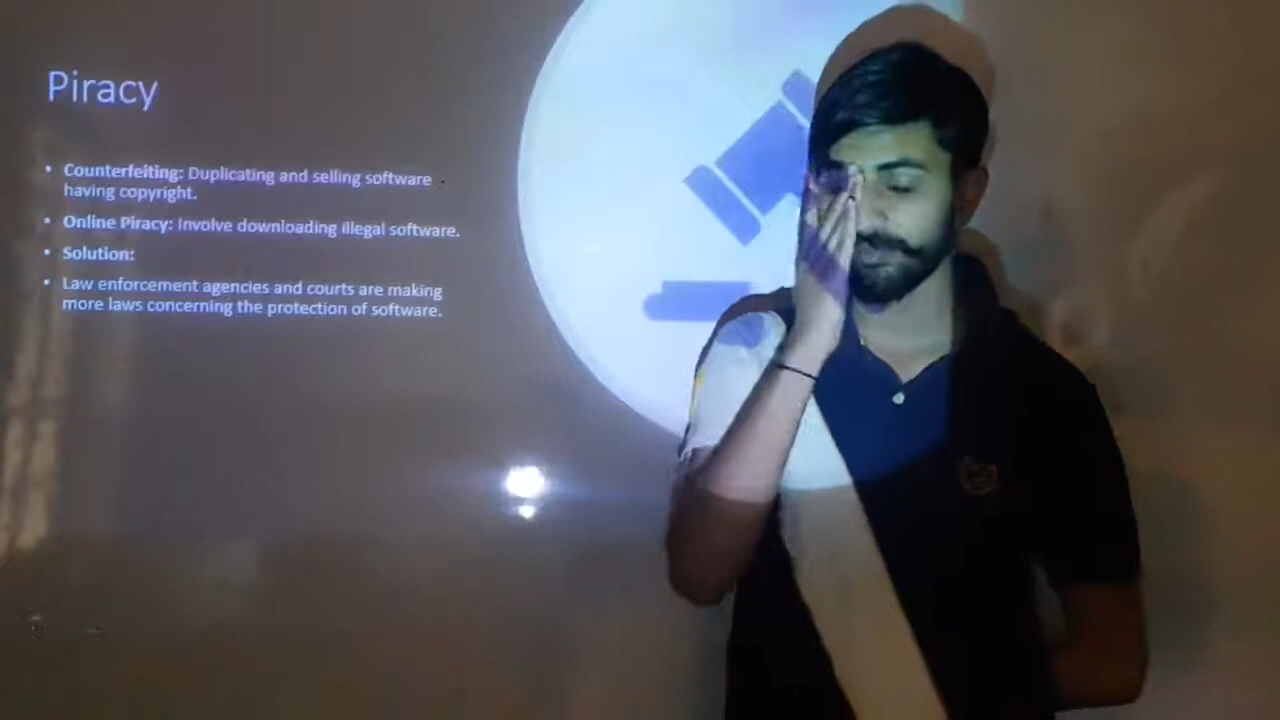 Piracy
• Counterfeiting: Duplicating and selling software
having copyright.
• Online Piracy: Involve downloading illegal software.
• Solution:
• Law enforcement agencies and courts are making
more laws concerning the protection of software.